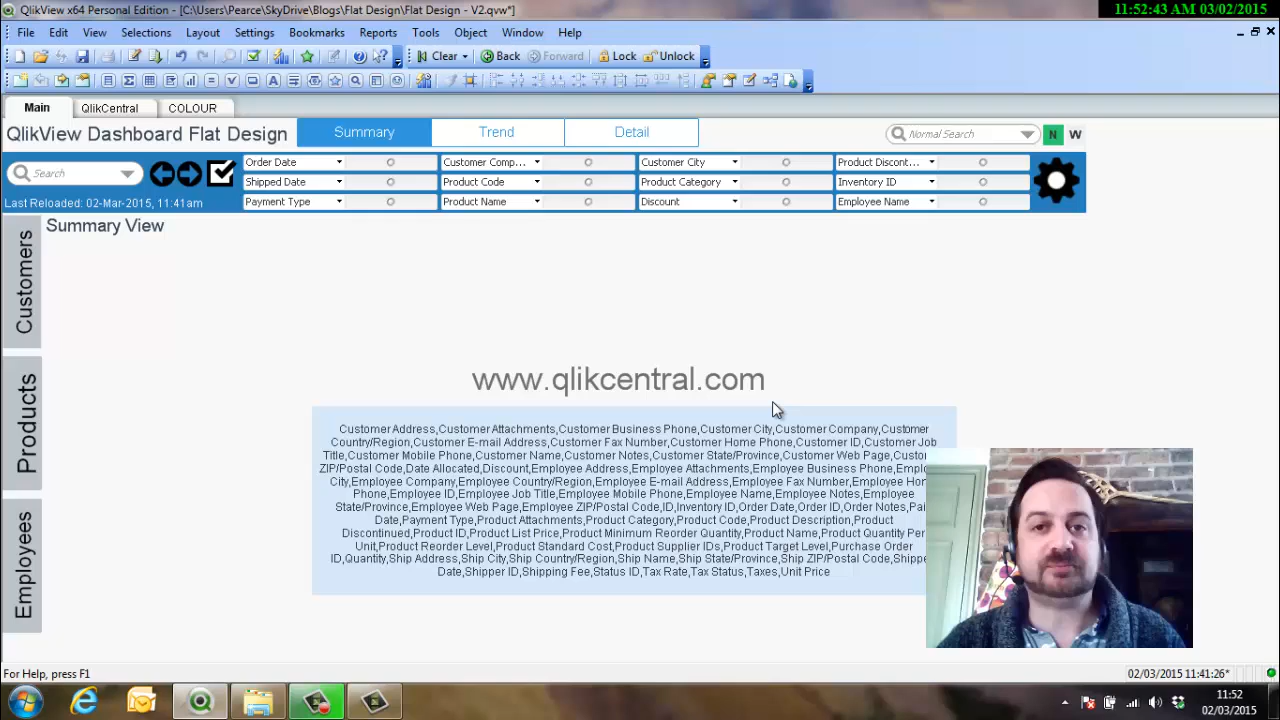 QlikView x64 Personal Edition - [C:\Users\Pearce\SkyDrive\Blogs\Flat Design\Flat Design - V2.qvw*]
11:52:43 AM 03/02/2015
File Edit View Selections Layout Settings Bookmarks Reports Tools Object Window Help
Clear Back Forward Lock Unlock
Main QlikCentral COLOUR
QlikView Dashboard Flat Design Summary Trend Detail Normal Search N W
Search
Last Reloaded: 02-Mar-2015, 11:41am
Order Date Customer Comp... Customer City Product Discont...
Shipped Date Product Code Product Category Inventory ID
Payment Type Product Name Discount Employee Name
Summary View
Customers
Products
Employees
www.qlikcentral.com
Customer Address,Customer Attachments,Customer Business Phone,Customer City,Customer Company,Customer
Country/Region,Customer E-mail Address,Customer Fax Number,Customer Home Phone,Customer ID,Customer Job
Title,Customer Mobile Phone,Customer Name,Customer Notes,Customer State/Province,Customer Web Page,
ZIP/Postal Code,Date Allocated,Discount,Employee Address,Employee Attachments,Employee Business Phone,
City,Employee Company,Employee Country/Region,Employee E-mail Address,Employee Fax Number,Employee
Phone,Employee ID,Employee Job Title,Employee Mobile Phone,Employee Name,Employee Notes,Employee
State/Province,Employee Web Page,Employee ZIP/Postal Code,ID,Inventory ID,Order Date,Order ID,Order Notes,
Date,Payment Type,Product Attachments,Product Category,Product Code,Product Description,Product
Discontinued,Product ID,Product List Price,Product Minimum Reorder Quantity,Product Name,Product Quantity Per
Unit,Product Reorder Level,Product Standard Cost,Product Supplier IDs,Product Target Level,Purchase Order
ID,Quantity,Ship Address,Ship City,Ship Country/Region,Ship Name,Ship State/Province,Ship ZIP/Postal Code,
Date,Shipper ID,Shipping Fee,Status ID,Tax Rate,Tax Status,Taxes,Unit Price
For Help, press F1
02/03/2015 11:41:26*
11:52
02/03/2015